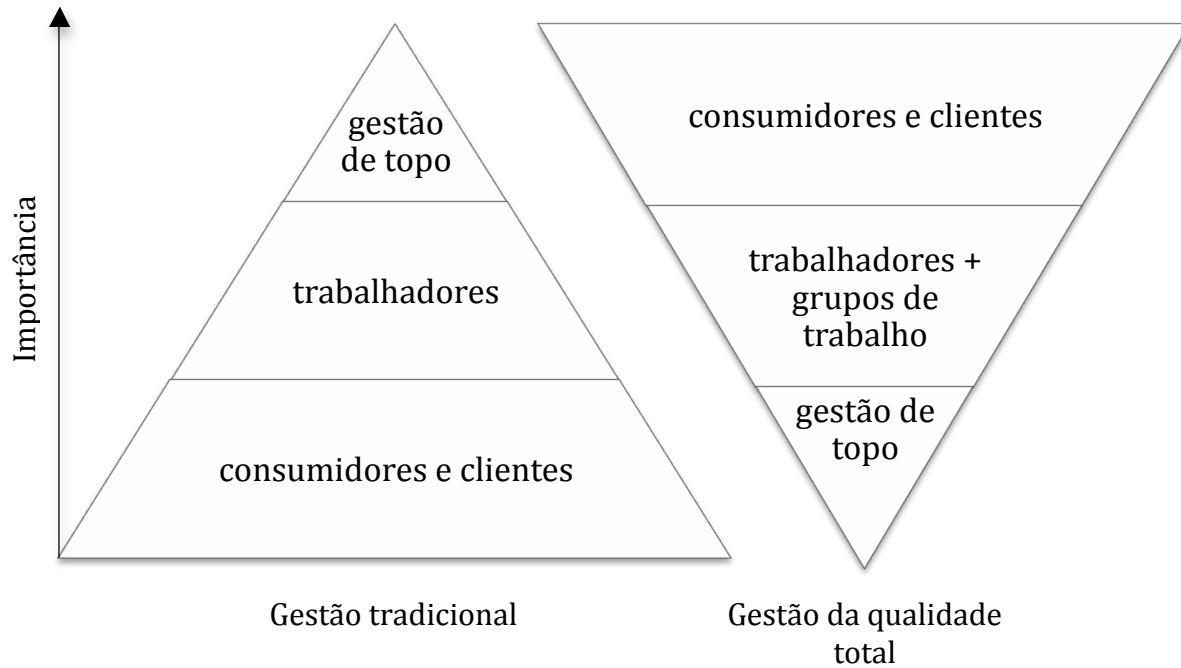 Importância
gestão
de topo
trabalhadores
consumidores e clientes
Gestão tradicional
consumidores e clientes
trabalhadores +
grupos de
trabalho
gestão de
topo
Gestão da qualidade
total